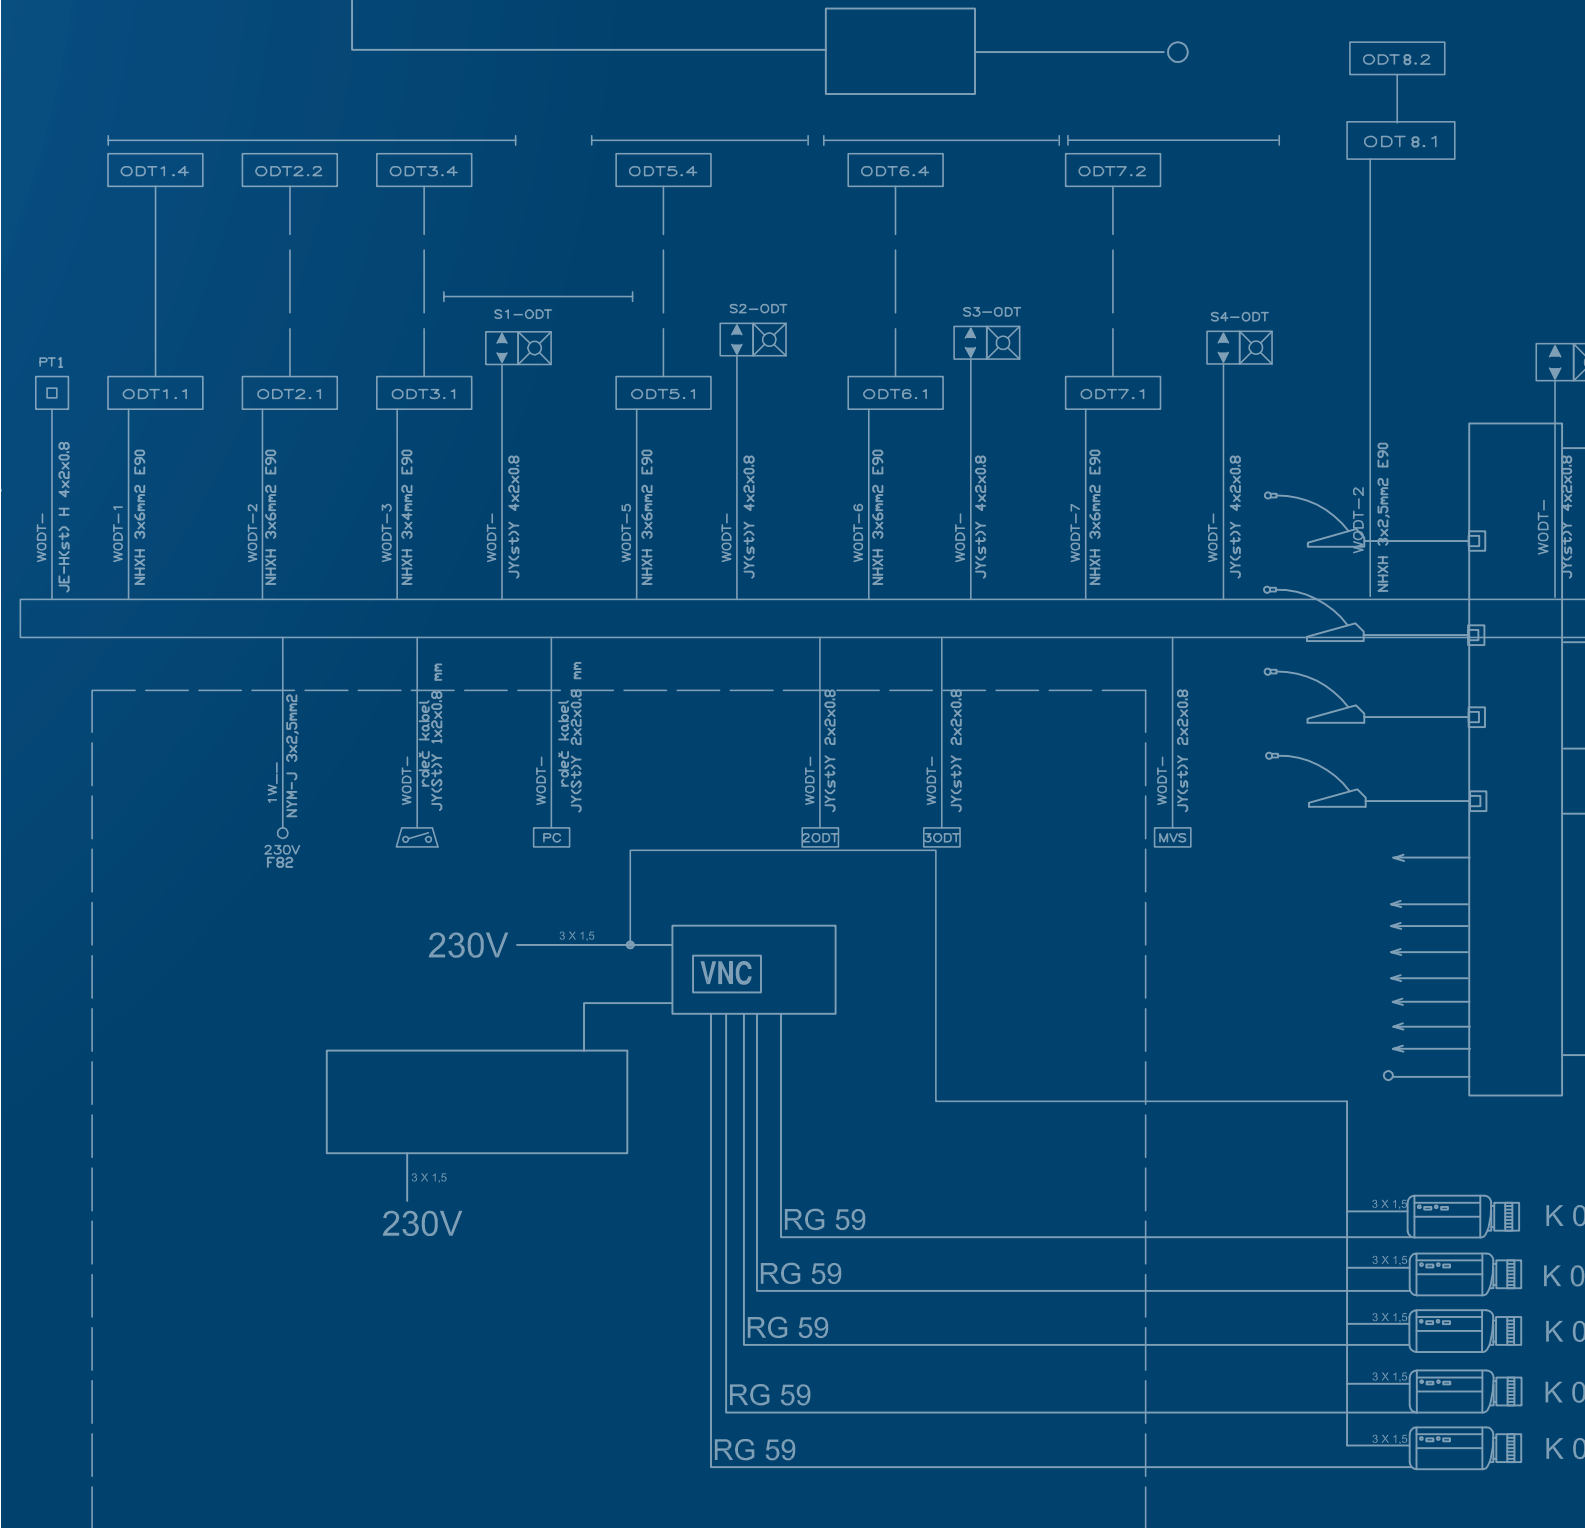 ODT8.2
ODT8.1
ODT1.4
ODT2.2
ODT3.4
ODT5.4
ODT6.4
ODT7.2
S1-ODT
S2-ODT
S3-ODT
S4-ODT
PT1
ODT1.1
ODT2.1
ODT3.1
ODT5.1
ODT6.1
ODT7.1
WODT-
JE-H(st) H 4x2x0.8
WODT-1
NHXH 3x6mm2 E90
WODT-2
NHXH 3x6mm2 E90
WODT-3
NHXH 3x4mm2 E90
WODT-
JY(st)Y 4x2x0.8
WODT-5
NHXH 3x6mm2 E90
WODT-
JY(st)Y 4x2x0.8
WODT-6
NHXH 3x6mm2 E90
WODT-
JY(st)Y 4x2x0.8
WODT-7
NHXH 3x6mm2 E90
WODT-
JY(st)Y 4x2x0.8
WODT-2
NHXH 3x2,5mm2 E90
WODT-
JY(st)Y 4x2x0.8
1W__
NYM-J 3x2,5mm2
WODT-
rdeč kabel
JY(St)Y 1x2x0.8 mm
WODT-
rdeč kabel
JY(St)Y 2x2x0.8 mm
WODT-
JY(st)Y 2x2x0.8
WODT-
JY(st)Y 2x2x0.8
WODT-
JY(st)Y 2x2x0.8
230V
F82
PC
2ODT
3ODT
MVS
230V
3 X 1,5
VNC
3 X 1,5
230V
RG 59
3 X 1,5
K 0
RG 59
3 X 1,5
K 0
RG 59
3 X 1,5
K 0
RG 59
3 X 1,5
K 0
RG 59
3 X 1,5
K 0